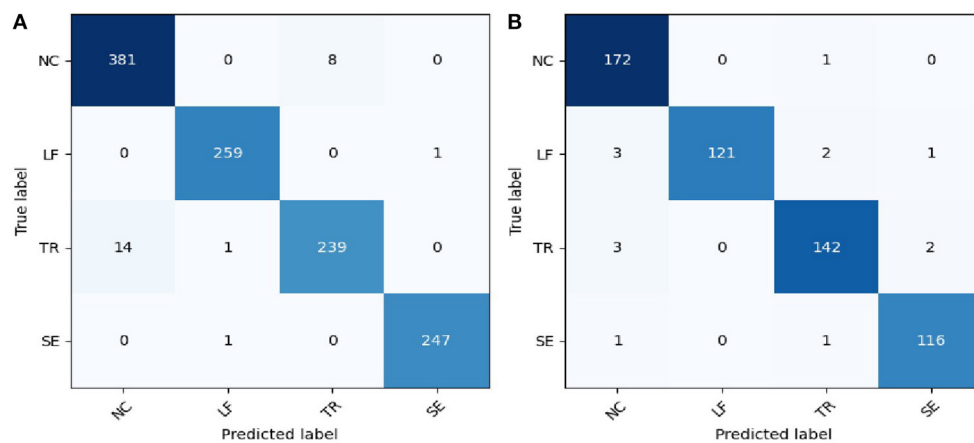 A
True label
NC 381 0 8 0
LF 0 259 0 1
TR 14 1 239 0
SE 0 1 0 247
NC LF TR SE
Predicted label
B
True label
NC 172 0 1 0
LF 3 121 2 1
TR 3 0 142 2
SE 1 0 1 116
NC LF TR SE
Predicted label